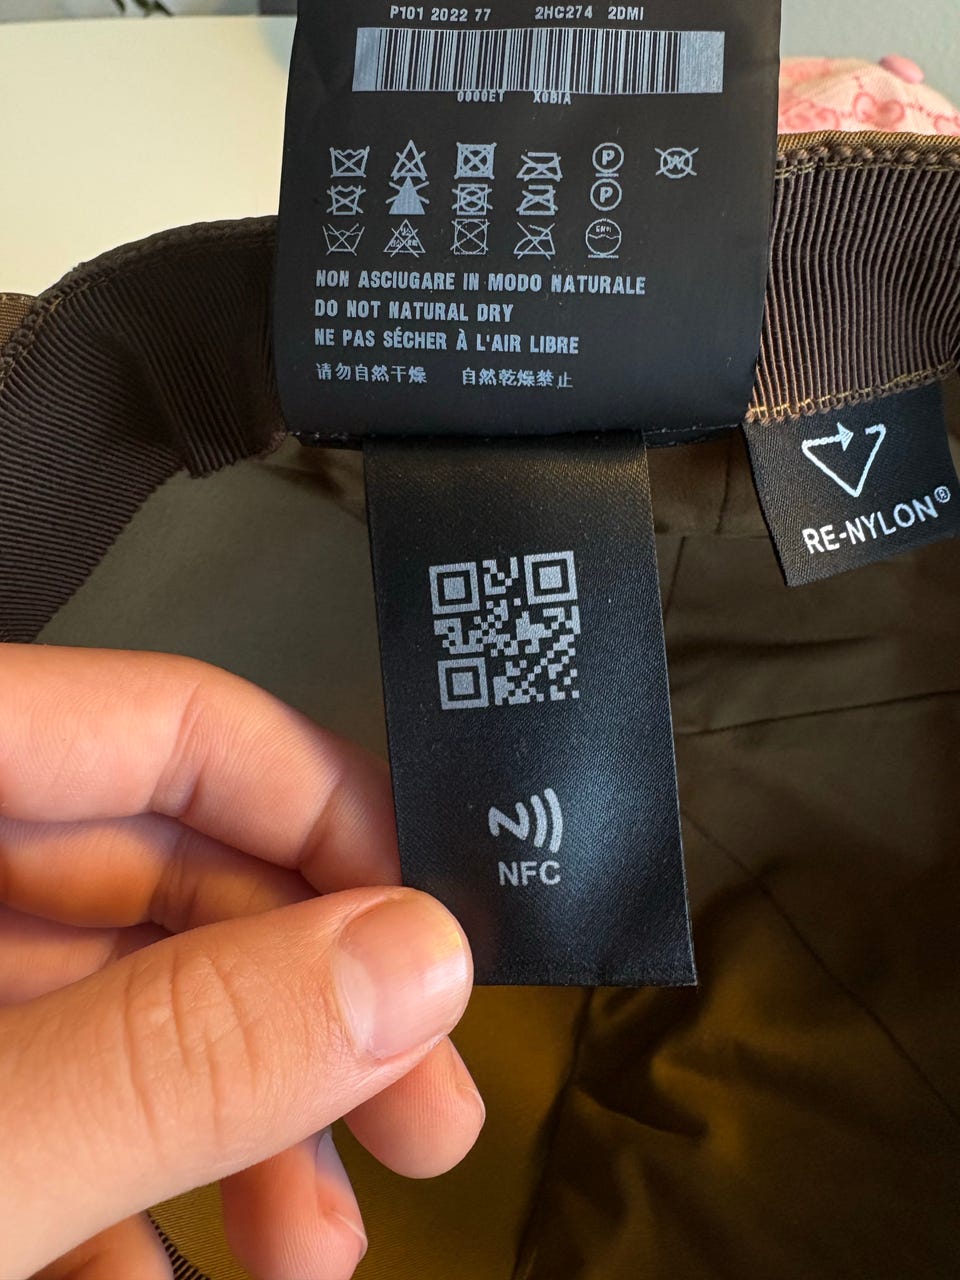 P101 2022 77 2HC274 2DMI
0000ET X0BIA
P
W
P
NON ASCIUGARE IN MODO NATURALE
DO NOT NATURAL DRY
NE PAS SÉCHER À L'AIR LIBRE
请勿自然干燥 自然乾燥禁止
RE-NYLON®
NFC